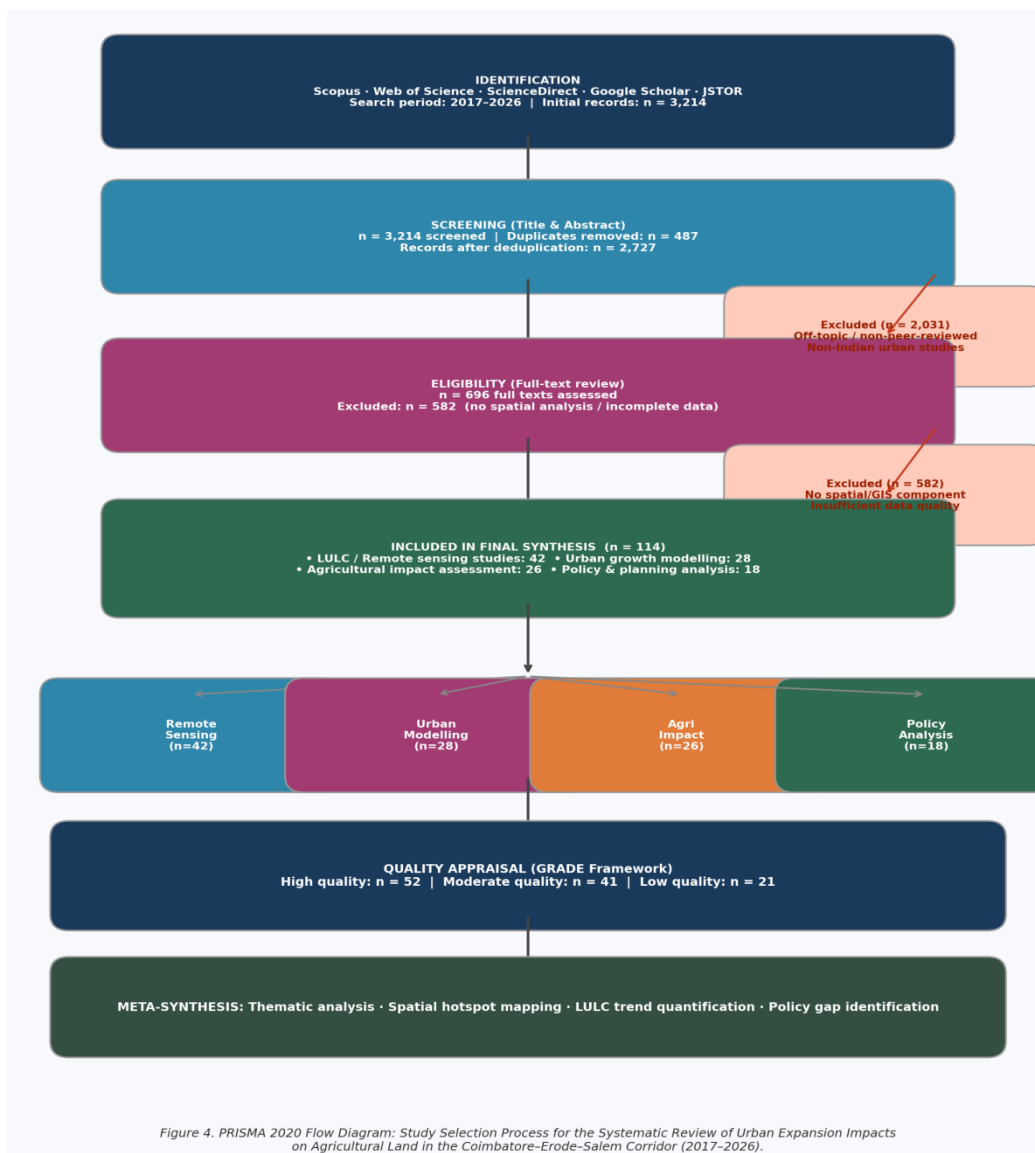 IDENTIFICATION
Scopus · Web of Science · ScienceDirect · Google Scholar · JSTOR
Search period: 2017–2026 | Initial records: n = 3,214
SCREENING (Title & Abstract)
n = 3,214 screened | Duplicates removed: n = 487
Records after deduplication: n = 2,727
Excluded (n = 2,031)
Off-topic / non-peer-reviewed
Non-Indian urban studies
ELIGIBILITY (Full-text review)
n = 696 full texts assessed
Excluded: n = 582 (no spatial analysis / incomplete data)
Excluded (n = 582)
No spatial/GIS component
Insufficient data quality
INCLUDED IN FINAL SYNTHESIS (n = 114)
• LULC / Remote sensing studies: 42 • Urban growth modelling: 28
• Agricultural impact assessment: 26 • Policy & planning analysis: 18
Remote
Sensing
(n=42)
Urban
Modelling
(n=28)
Agri
Impact
(n=26)
Policy
Analysis
(n=18)
QUALITY APPRAISAL (GRADE Framework)
High quality: n = 52 | Moderate quality: n = 41 | Low quality: n = 21
META-SYNTHESIS: Thematic analysis · Spatial hotspot mapping · LULC trend quantification · Policy gap identification
Figure 4. PRISMA 2020 Flow Diagram: Study Selection Process for the Systematic Review of Urban Expansion Impacts
on Agricultural Land in the Coimbatore–Erode–Salem Corridor (2017–2026).